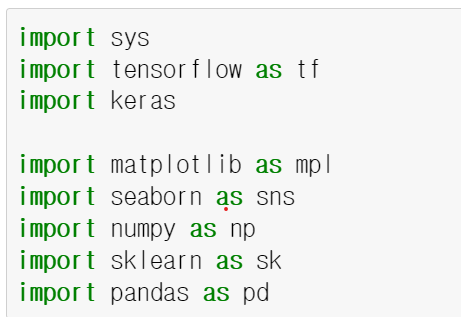 import sys
import tensorflow as tf
import keras
import matplotlib as mpl
import seaborn as sns
import numpy as np
import sklearn as sk
import pandas as pd